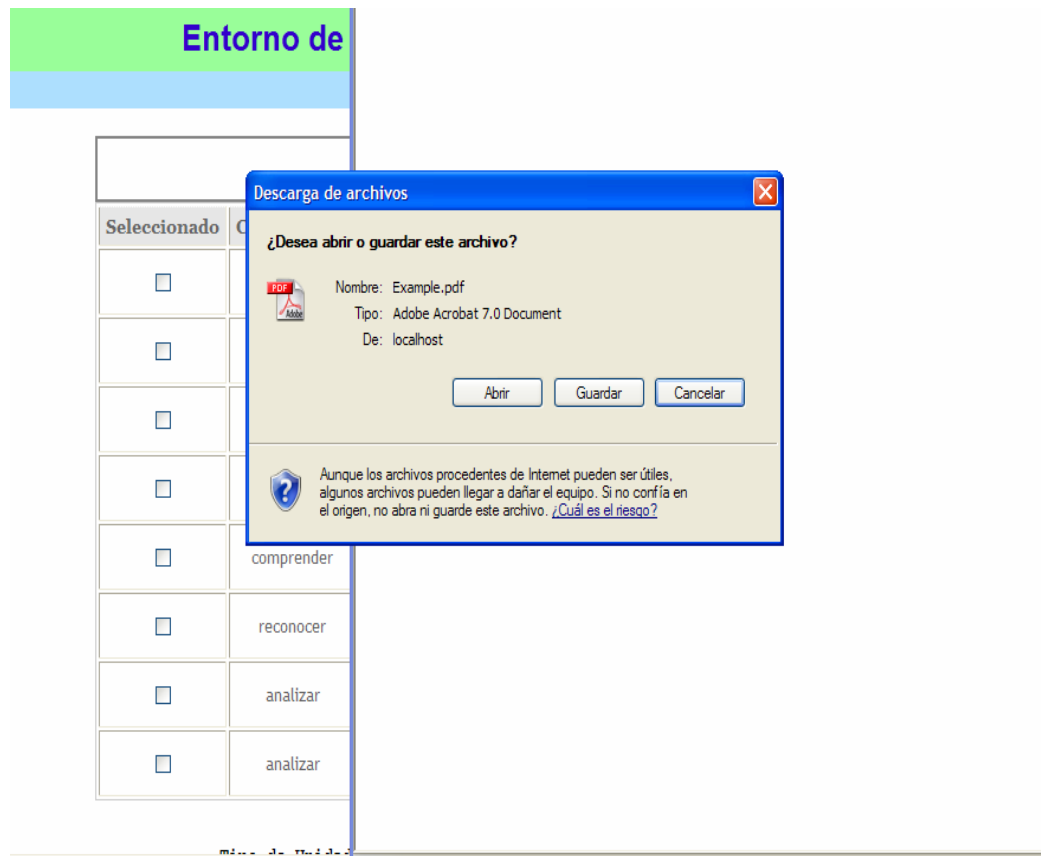 Entorno de
Seleccionado
comprender
reconocer
analizar
analizar
Descarga de archivos
¿Desea abrir o guardar este archivo?
PDF
Adobe
Nombre: Example.pdf
Tipo: Adobe Acrobat 7.0 Document
De: localhost
Abrir Guardar Cancelar
Aunque los archivos procedentes de Internet pueden ser útiles,
algunos archivos pueden llegar a dañar el equipo. Si no confía en
el origen, no abra ni guarde este archivo. ¿Cuál es el riesgo?